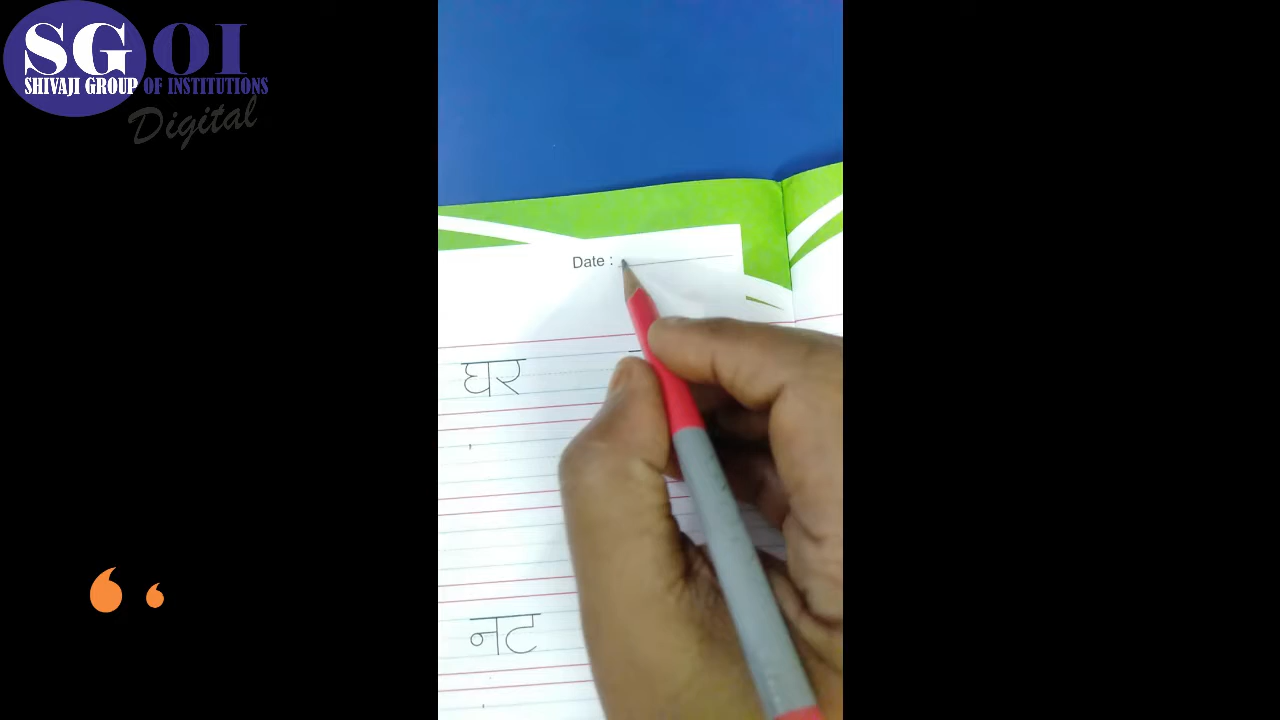 SGOI
SHIVAJI GROUP OF INSTITUTIONS
Digital
Date :
घर
नट